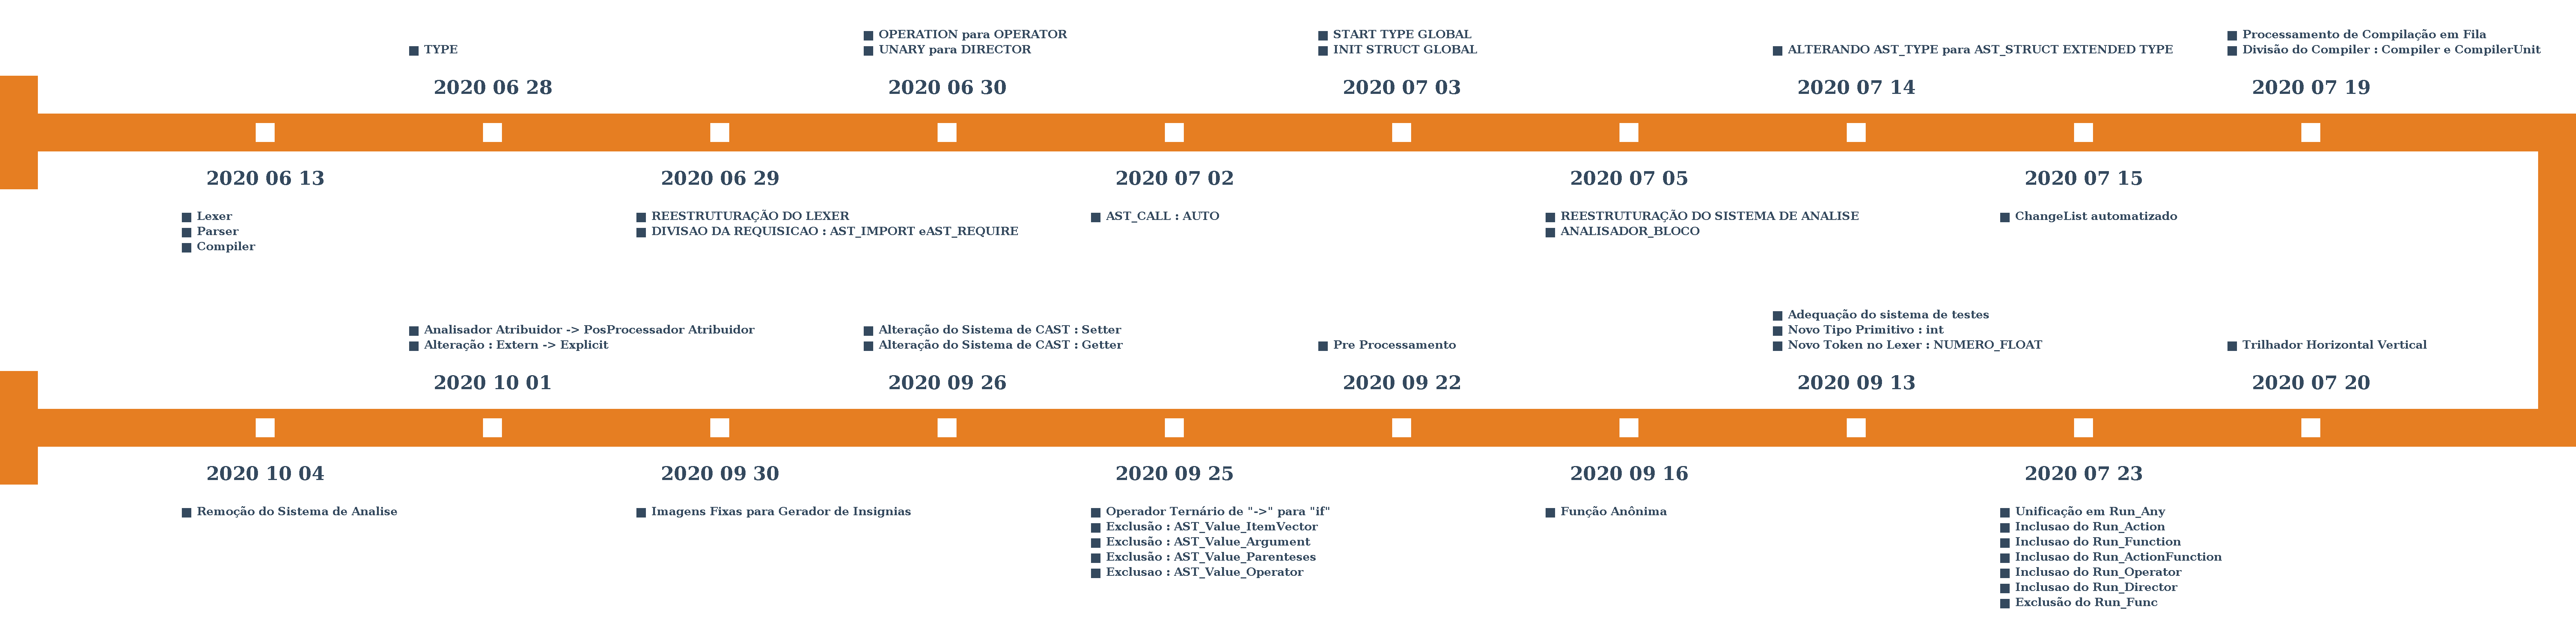 ■ TYPE
2020 06 28
■ OPERATION para OPERATOR
■ UNARY para DIRECTOR
2020 06 30
■ START TYPE GLOBAL
■ INIT STRUCT GLOBAL
2020 07 03
■ ALTERANDO AST_TYPE para AST_STRUCT EXTENDED TYPE
2020 07 14
■ Processamento de Compilação em Fila
■ Divisão do Compiler : Compiler e CompilerUnit
2020 07 19
2020 06 13
■ Lexer
■ Parser
■ Compiler
2020 06 29
■ REESTRUTURAÇÃO DO LEXER
■ DIVISAO DA REQUISICAO : AST_IMPORT eAST_REQUIRE
2020 07 02
■ AST_CALL : AUTO
2020 07 05
■ REESTRUTURAÇÃO DO SISTEMA DE ANALISE
■ ANALISADOR_BLOCO
2020 07 15
■ ChangeList automatizado
■ Analisador Atribuidor -> PosProcessador Atribuidor
■ Alteração : Extern -> Explicit
2020 10 01
■ Alteração do Sistema de CAST : Setter
■ Alteração do Sistema de CAST : Getter
2020 09 26
■ Pre Processamento
2020 09 22
■ Adequação do sistema de testes
■ Novo Tipo Primitivo : int
■ Novo Token no Lexer : NUMERO_FLOAT
2020 09 13
■ Trilhador Horizontal Vertical
2020 07 20
2020 10 04
■ Remoção do Sistema de Analise
2020 09 30
■ Imagens Fixas para Gerador de Insignias
2020 09 25
■ Operador Ternário de "->" para "if"
■ Exclusão : AST_Value_ItemVector
■ Exclusão : AST_Value_Argument
■ Exclusão : AST_Value_Parenteses
■ Exclusao : AST_Value_Operator
2020 09 16
■ Função Anônima
2020 07 23
■ Unificação em Run_Any
■ Inclusao do Run_Action
■ Inclusao do Run_Function
■ Inclusao do Run_ActionFunction
■ Inclusao do Run_Operator
■ Inclusao do Run_Director
■ Exclusão do Run_Func